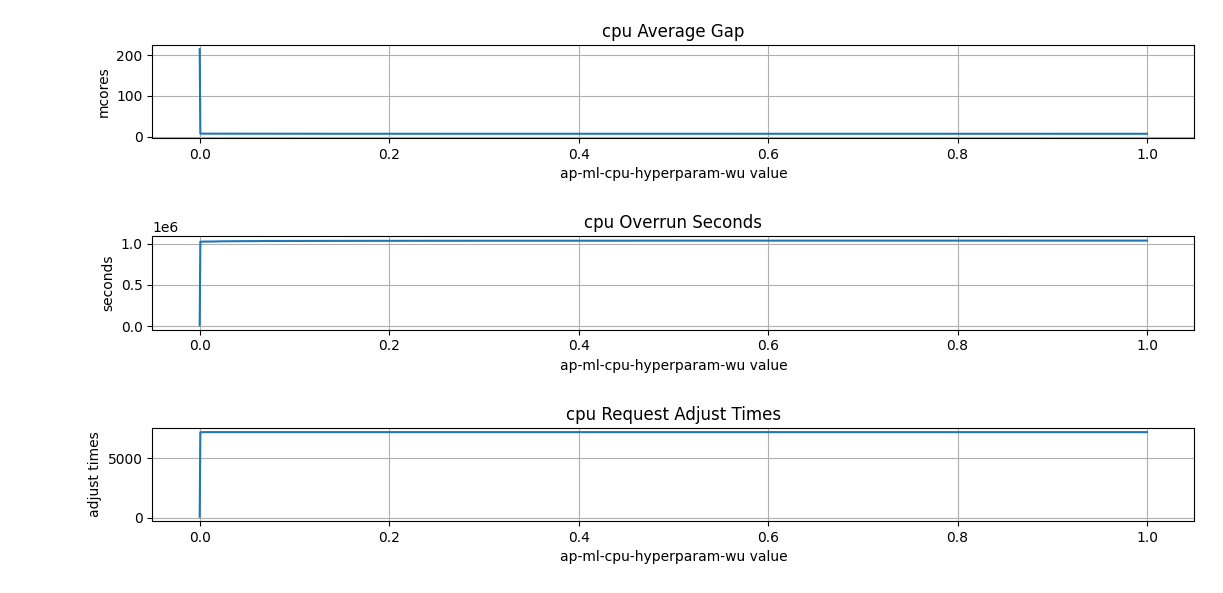 cpu Average Gap
mcores
200
100
0
0.0 0.2 0.4 0.6 0.8 1.0
ap-ml-cpu-hyperparam-wu value
cpu Overrun Seconds
1e6
seconds
1.0
0.5
0.0
0.0 0.2 0.4 0.6 0.8 1.0
ap-ml-cpu-hyperparam-wu value
cpu Request Adjust Times
adjust times
5000
0
0.0 0.2 0.4 0.6 0.8 1.0
ap-ml-cpu-hyperparam-wu value